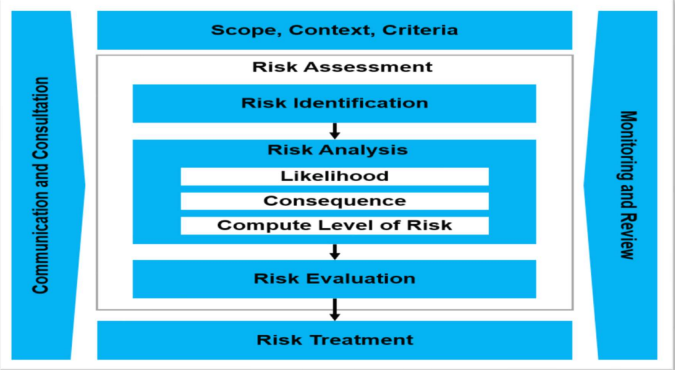 Scope, Context, Criteria
Risk Assessment
Risk Identification
Risk Analysis
Likelihood
Consequence
Compute Level of Risk
Risk Evaluation
Risk Treatment
Communication and Consultation
Monitoring and Review